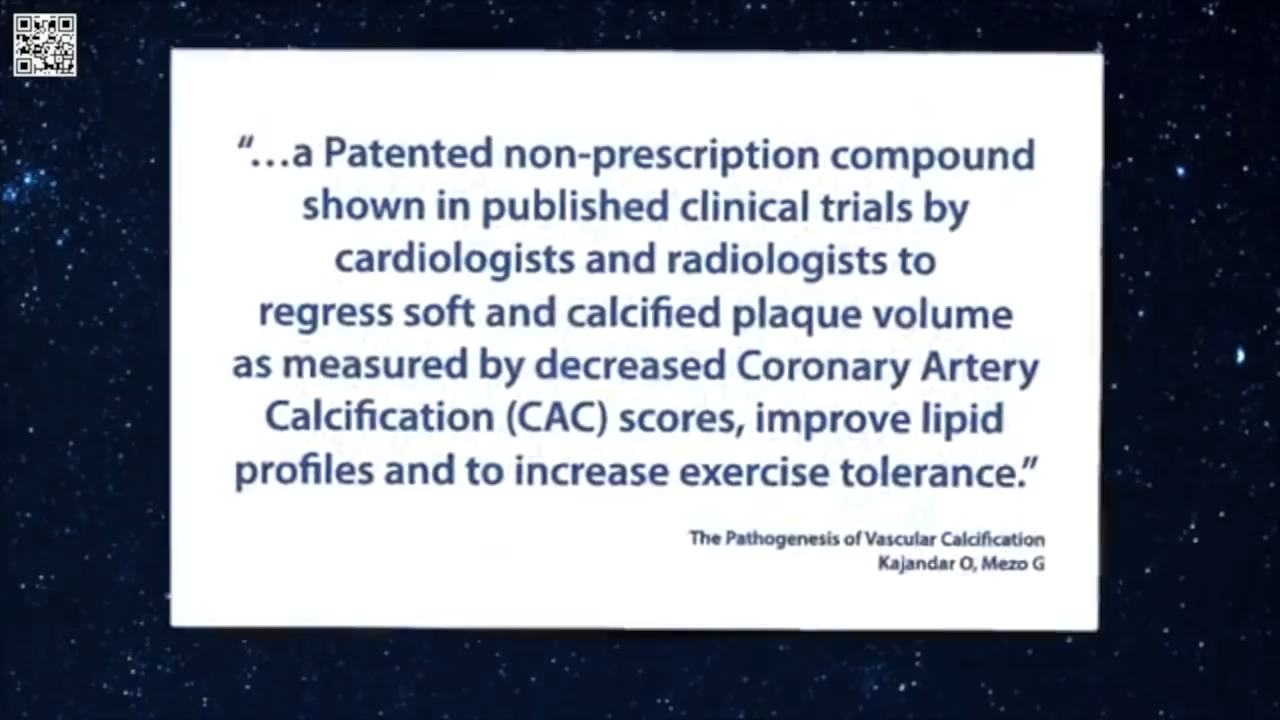 “…a Patented non-prescription compound
shown in published clinical trials by
cardiologists and radiologists to
regress soft and calcified plaque volume
as measured by decreased Coronary Artery
Calcification (CAC) scores, improve lipid
profiles and to increase exercise tolerance.”
The Pathogenesis of Vascular Calcification
Kajandar O, Mezo G